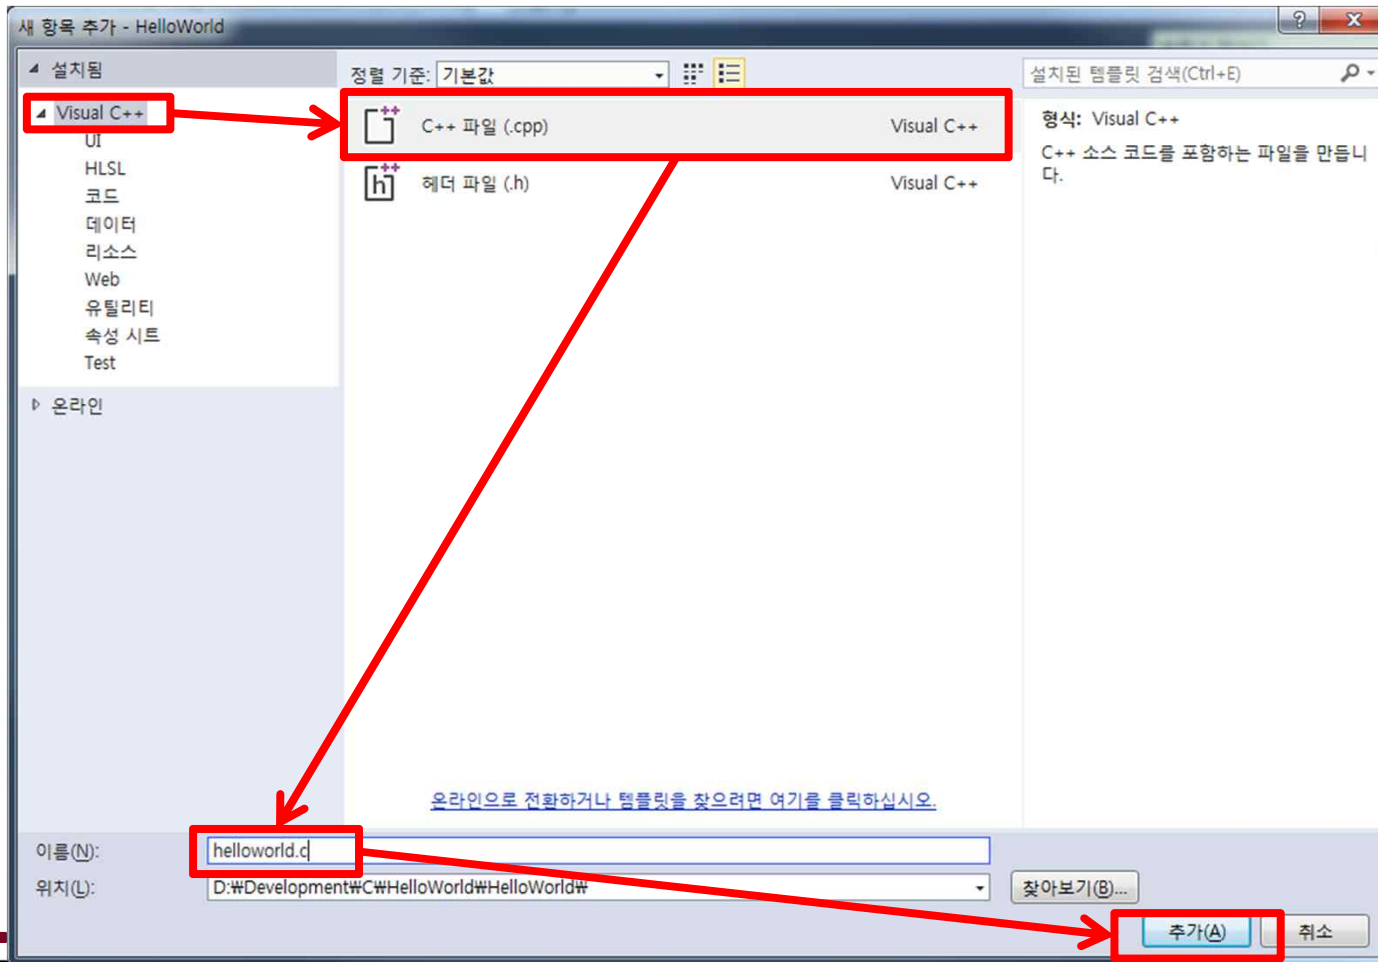 새 항목 추가 - HelloWorld
설치됨
정렬 기준: 기본값
설치된 템플릿 검색(Ctrl+E)
Visual C++
UI
HLSL
코드
데이터
리소스
Web
유틸리티
속성 시트
Test
온라인
C++ 파일 (.cpp)
Visual C++
헤더 파일 (.h)
Visual C++
형식: Visual C++
C++ 소스 코드를 포함하는 파일을 만듭니
다.
온라인으로 전환하거나 템플릿을 찾으려면 여기를 클릭하십시오.
이름(N):
helloworld.c
위치(L):
D:₩Development₩C₩HelloWorld₩HelloWorld₩
찾아보기(B)...
추가(A)
취소